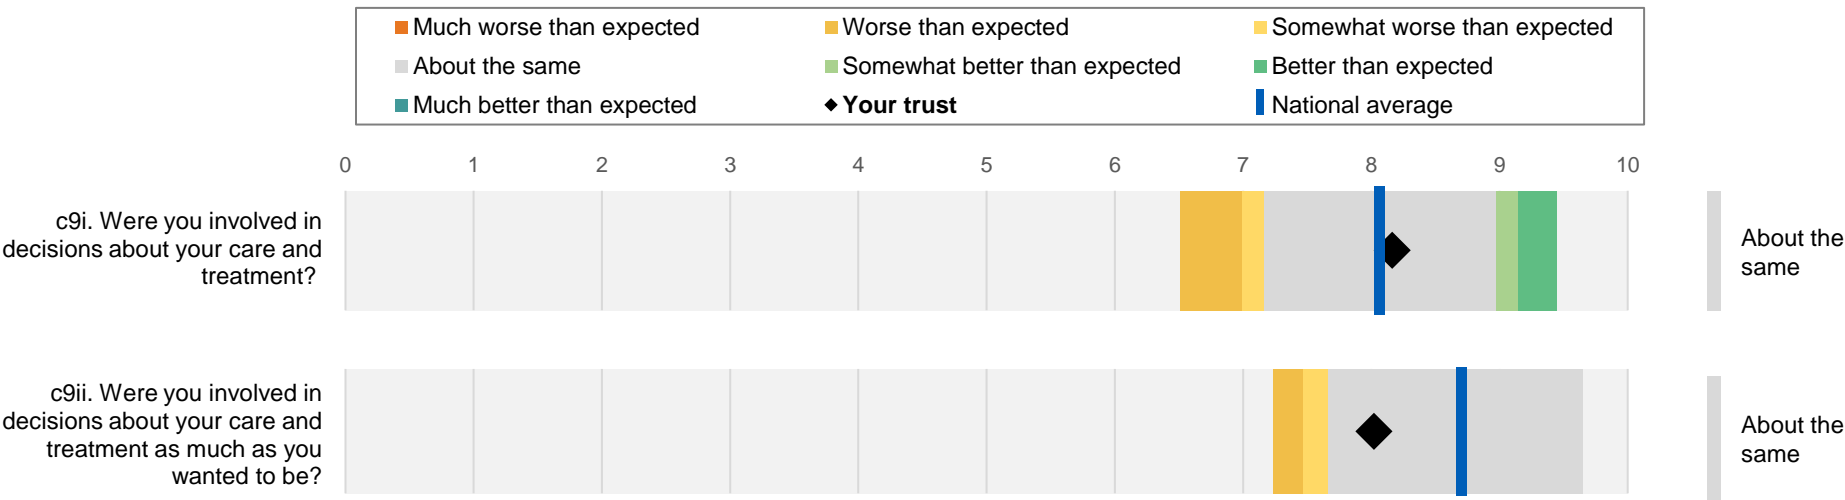 Much worse than expected
Worse than expected
Somewhat worse than expected
About the same
Somewhat better than expected
Better than expected
Much better than expected
Your trust
National average
0 1 2 3 4 5 6 7 8 9 10
c9i. Were you involved in
decisions about your care and
treatment?
About the
same
c9ii. Were you involved in
decisions about your care and
treatment as much as you
wanted to be?
About the
same